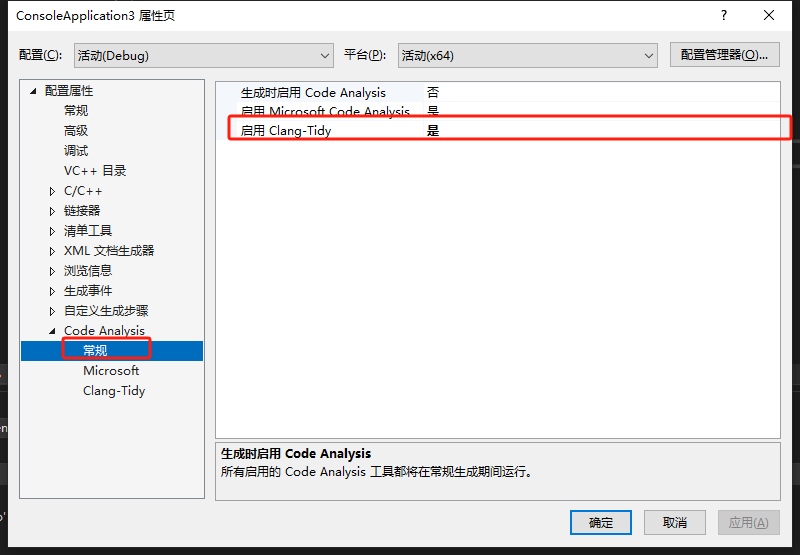 ConsoleApplication3 属性页
配置(C): 活动(Debug) 平台(P): 活动(x64) 配置管理器(O)...
配置属性
常规
高级
调试
VC++ 目录
C/C++
链接器
清单工具
XML 文档生成器
浏览信息
生成事件
自定义生成步骤
Code Analysis
常规
Microsoft
Clang-Tidy
生成时启用 Code Analysis 否
启用 Microsoft Code Analysis 是
启用 Clang-Tidy 是
生成时启用 Code Analysis
所有启用的 Code Analysis 工具都将在常规生成期间运行。
确定 取消 应用(A)